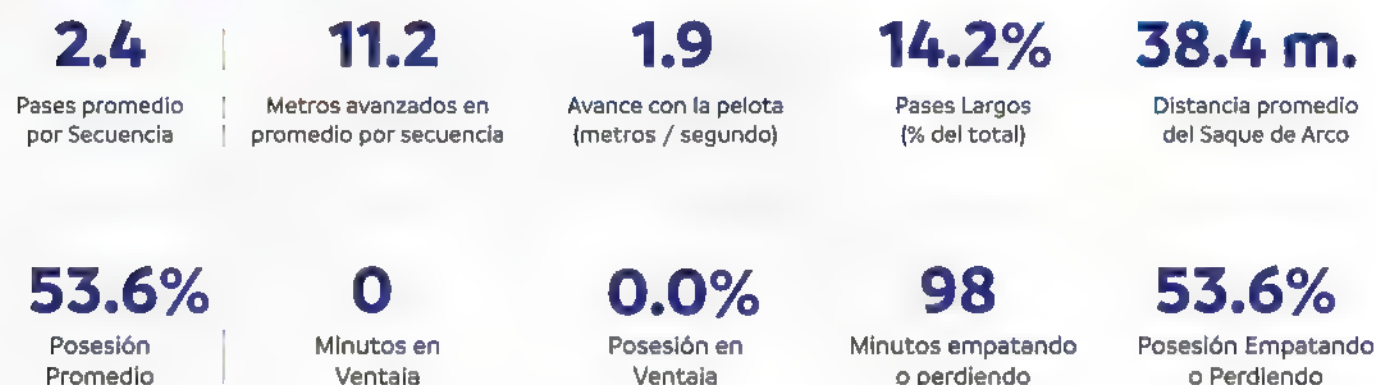 2.4 11.2 1.9 14.2% 38.4 m.
Pases promedio Metros avanzados en Avance con la pelota Pases Largos Distancia promedio
por Secuencia promedio por secuencia (metros / segundo) (% del total) del Saque de Arco
53.6% 0 0.0% 98 53.6%
Posesión Minutos en Posesión en Minutos empatando Posesión Empatando
Promedio Ventaja Ventaja o perdiendo o Perdiendo